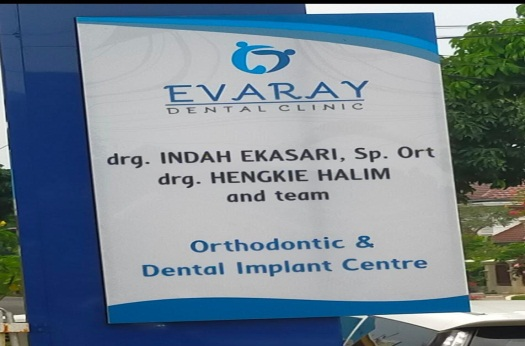 EVARAY
DENTAL CLINIC
drg. INDAH EKASARI, Sp. Ort
drg. HENGKIE HALIM
and team
Orthodontic &
Dental Implant Centre